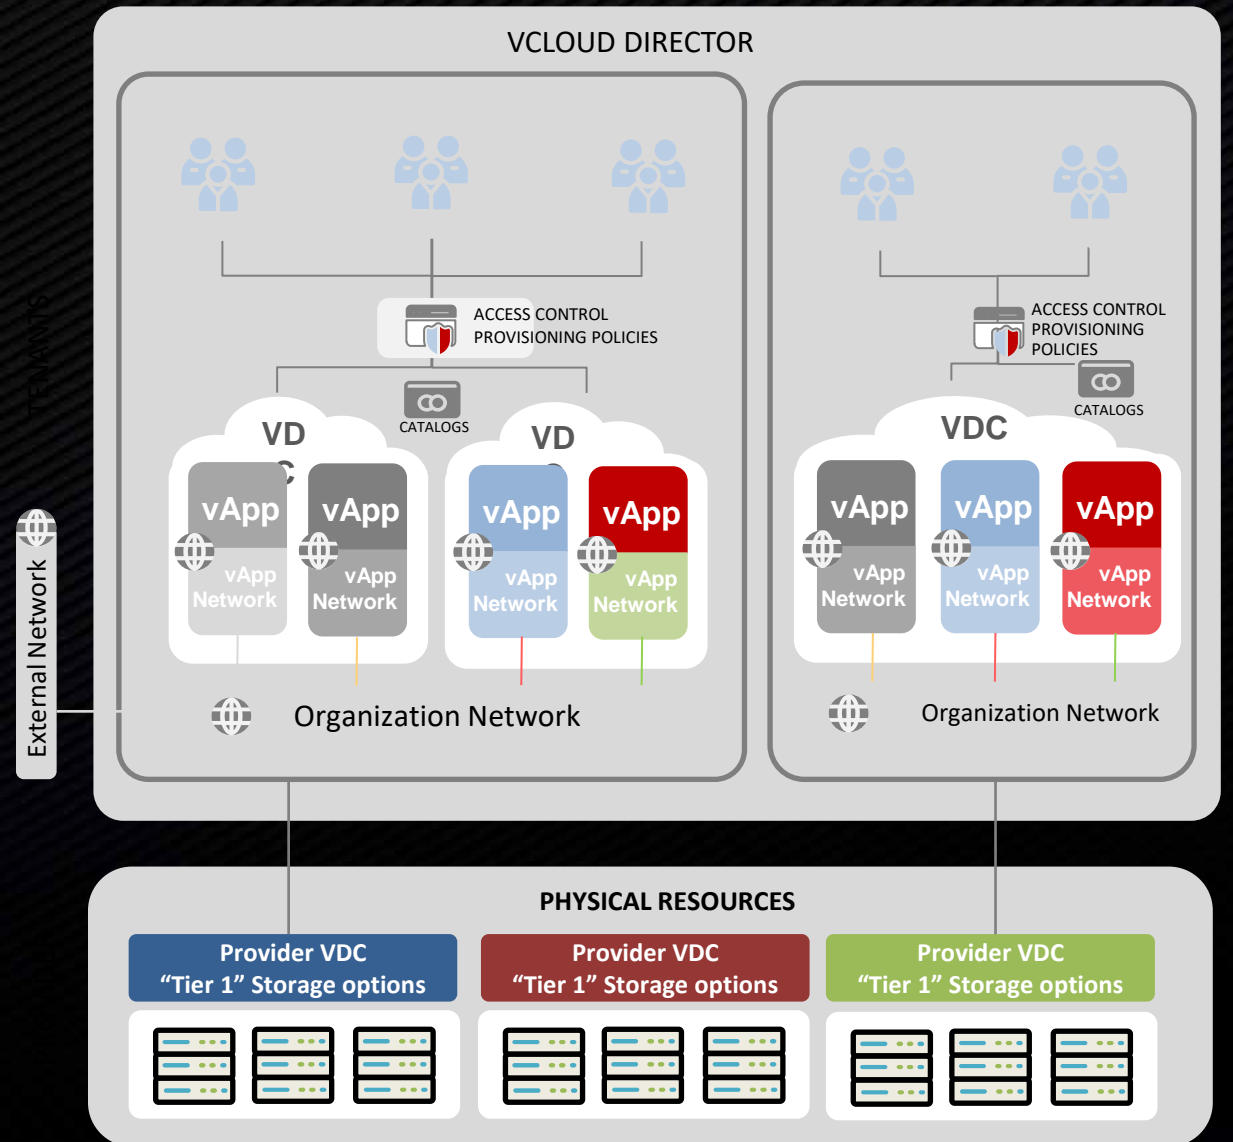 VCLOUD DIRECTOR
TENANTS
External Network
ACCESS CONTROL
PROVISIONING POLICIES
CATALOGS
VD
C
VD
vApp
vApp
Network
vApp
vApp
Network
vApp
vApp
Network
vApp
vApp
Network
Organization Network
ACCESS CONTROL
PROVISIONING
POLICIES
CATALOGS
VDC
vApp
vApp
Network
vApp
vApp
Network
vApp
vApp
Network
Organization Network
PHYSICAL RESOURCES
Provider VDC
“Tier 1” Storage options
Provider VDC
“Tier 1” Storage options
Provider VDC
“Tier 1” Storage options